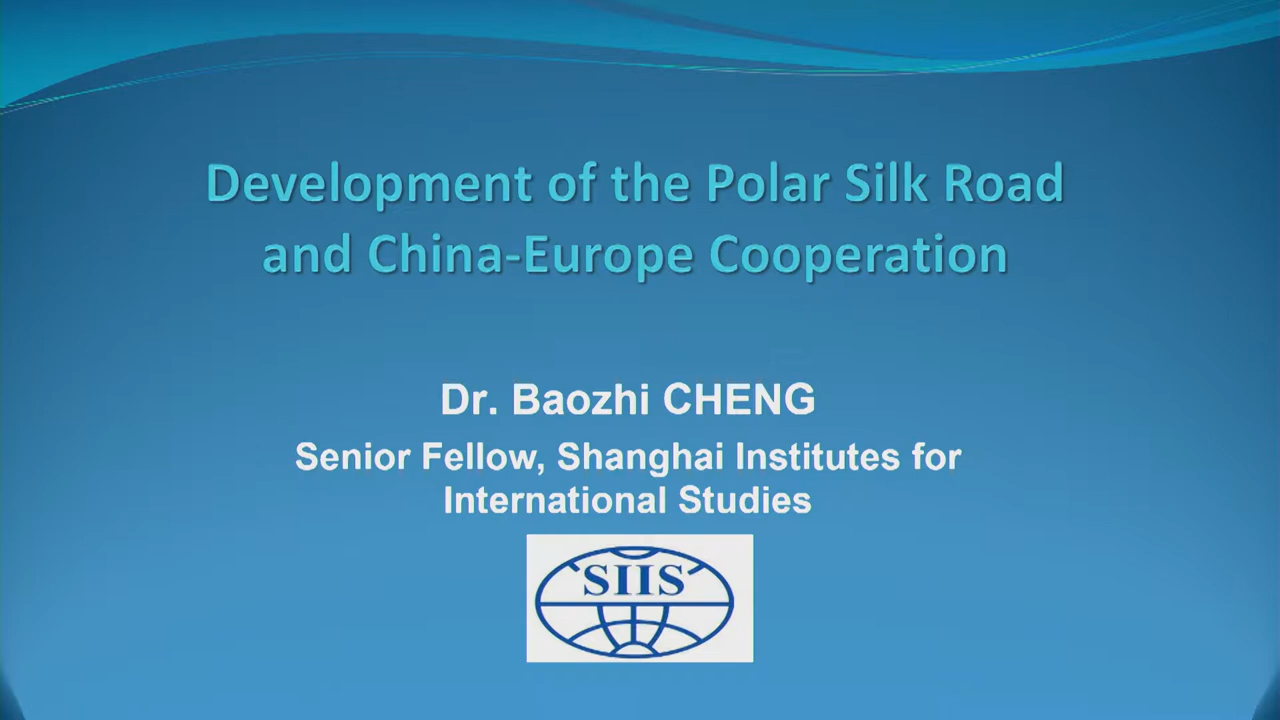 Development of the Polar Silk Road
and China-Europe Cooperation
Dr. Baozhi CHENG
Senior Fellow, Shanghai Institutes for
International Studies
SIIS